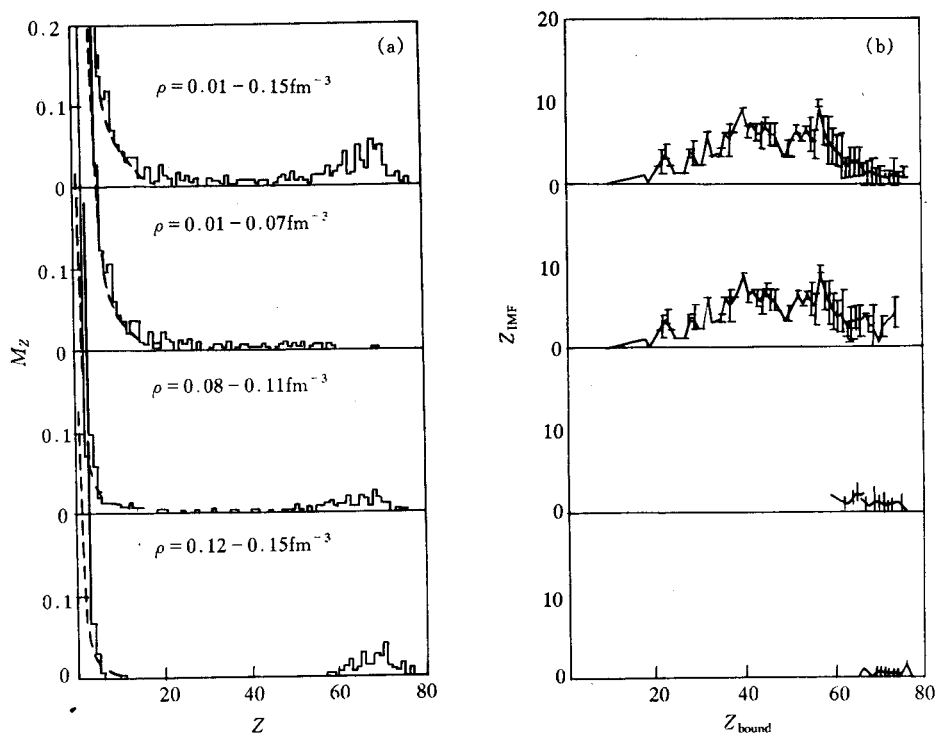 0.2
(a)
ρ=0.01−0.15fm⁻³
0.1
0
ρ=0.01−0.07fm⁻³
0.1
0
ρ=0.08−0.11fm⁻³
0.1
0
ρ=0.12−0.15fm⁻³
0.1
0
20
40
60
80
M_Z
Z
20
(b)
10
0
10
0
10
0
10
0
20
40
60
80
Z_IMF
Z_bound